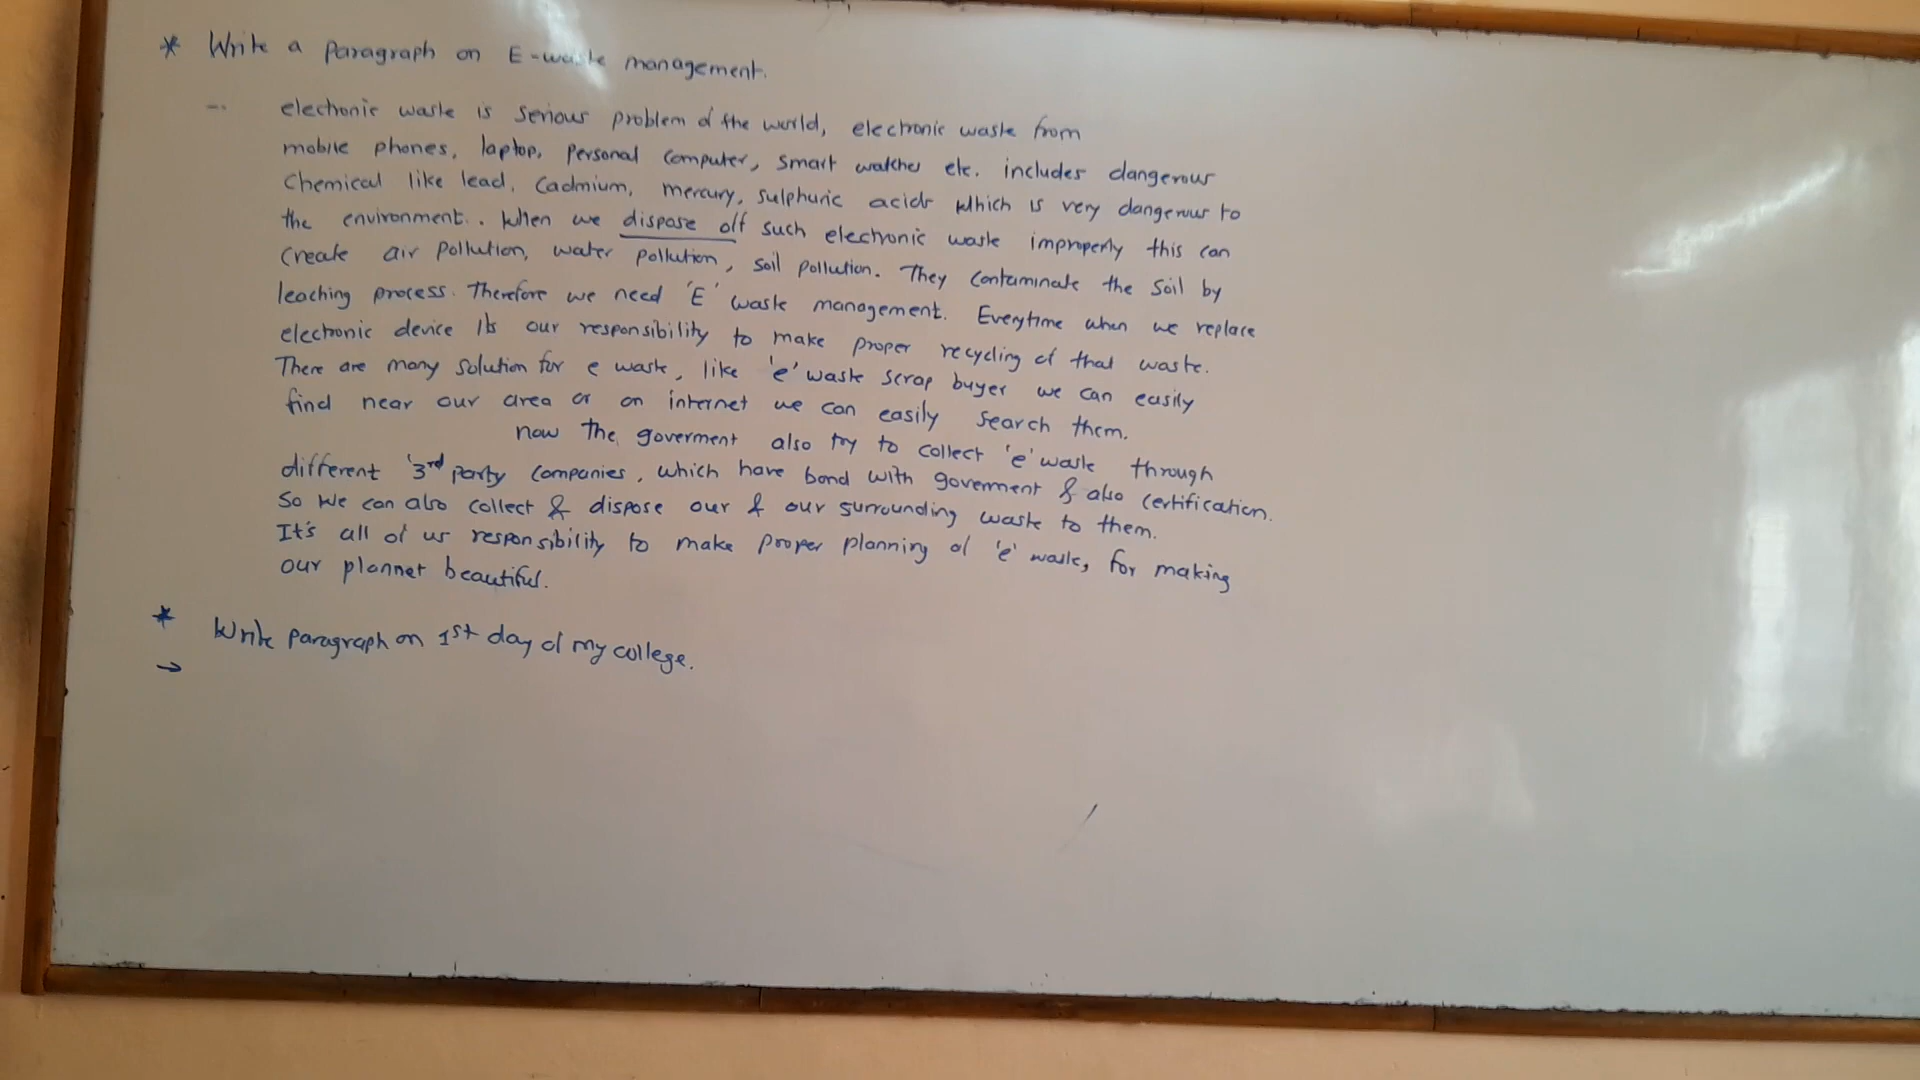 * Write a paragraph on E-waste management.
- electronic waste is serious problem of the world, electronic waste from
mobile phones, laptop, personal computer, smart watches etc. includes dangerous
chemical like lead, cadmium, mercury, sulphuric acids which is very dangerous to
the environment. When we dispose off such electronic waste improperly this can
create air pollution, water pollution, soil pollution. They contaminate the soil by
leaching process. Therefore we need 'E' waste management. Everytime when we replace
electronic device its our responsibility to make proper recycling of that waste.
There are many solution for e waste, like 'e' waste scrap buyer we can easily
find near our area or on internet we can easily search them.
now the goverment also try to collect 'e' waste through
different '3rd party companies, which have bond with goverment & also certification.
So we can also collect & dispose our & our surrounding waste to them.
It's all of us responsibility to make proper planning of 'e' waste, for making
our plannet beautiful.
* Write paragraph on 1st day of my college.
→